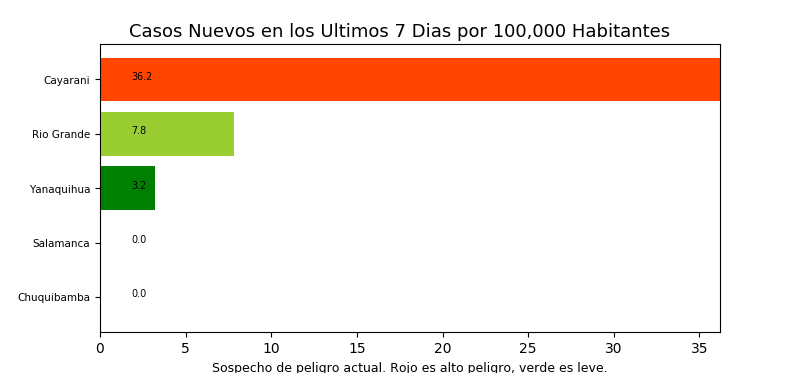 Casos Nuevos en los Ultimos 7 Dias por 100,000 Habitantes
Cayarani 36.2
Rio Grande 7.8
Yanaquihua 3.2
Salamanca 0.0
Chuquibamba 0.0
0 5 10 15 20 25 30 35
Sospecho de peligro actual. Rojo es alto peligro, verde es leve.